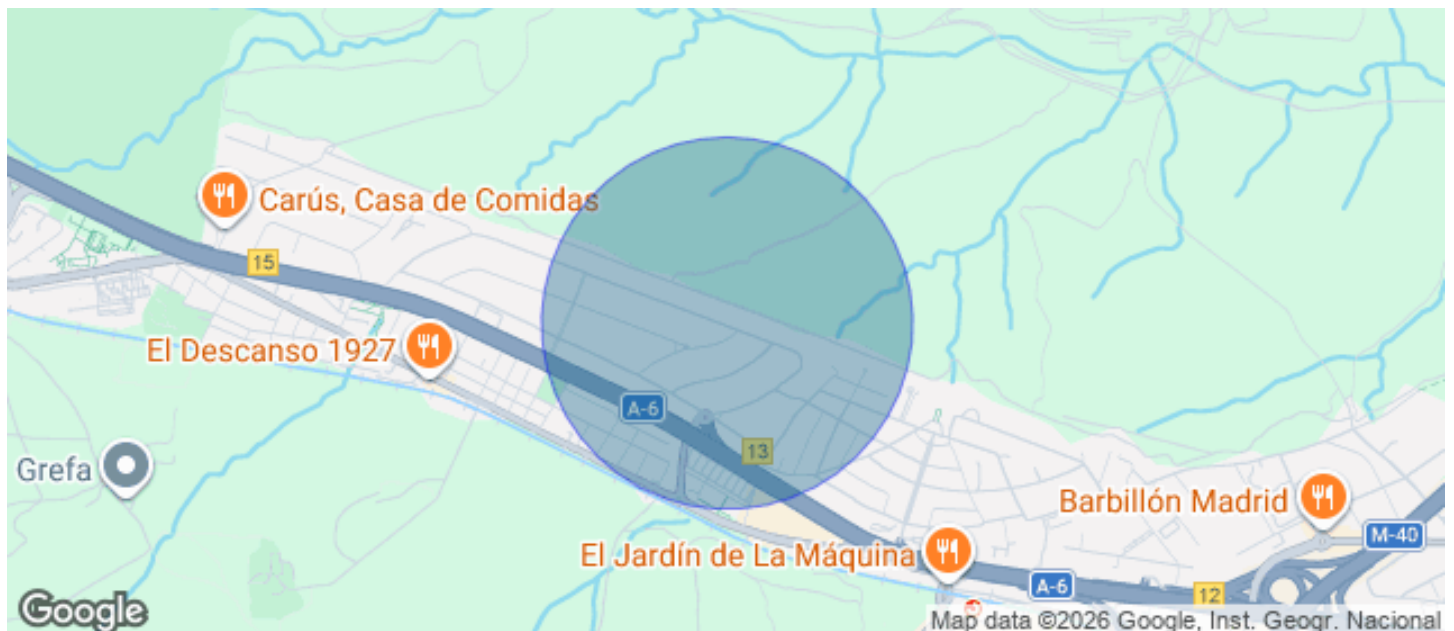 Carús, Casa de Comidas
15
El Descanso 1927
A-6
13
Grefa
Barbillón Madrid
M-40
El Jardín de La Máquina
A-6
12
Google
Map data ©2026 Google, Inst. Geogr. Nacional